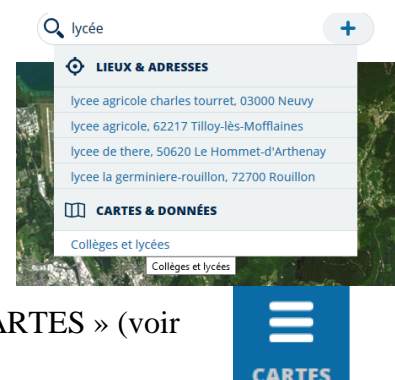 lycée
LIEUX & ADRESSES
lycee agricole charles tourret, 03000 Neuvy
lycee agricole, 62217 Tilloy-lès-Mofflaines
lycee de there, 50620 Le Hommet-d'Arthenay
lycee la germiniere-rouillon, 72700 Rouillon
CARTES & DONNÉES
Collèges et lycées
Collèges et lycées
ARTES » (voir
CARTES